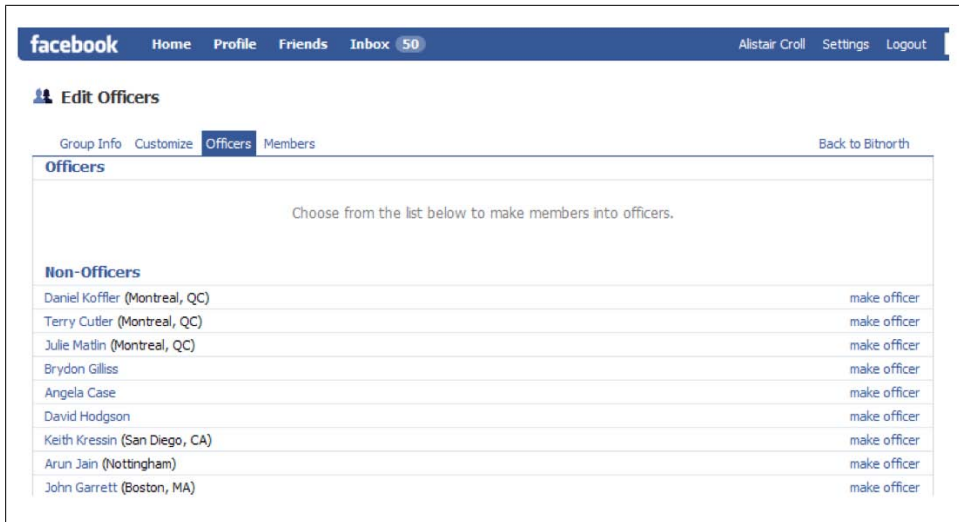 facebook Home Profile Friends Inbox 50 Alistair Croll Settings Logout
Edit Officers
Group Info Customize Officers Members Back to Bitnorth
Officers
Choose from the list below to make members into officers.
Non-Officers
Daniel Koffler (Montreal, QC) make officer
Terry Cutler (Montreal, QC) make officer
Julie Matlin (Montreal, QC) make officer
Brydon Gilliss make officer
Angela Case make officer
David Hodgson make officer
Keith Kressin (San Diego, CA) make officer
Arun Jain (Nottingham) make officer
John Garrett (Boston, MA) make officer